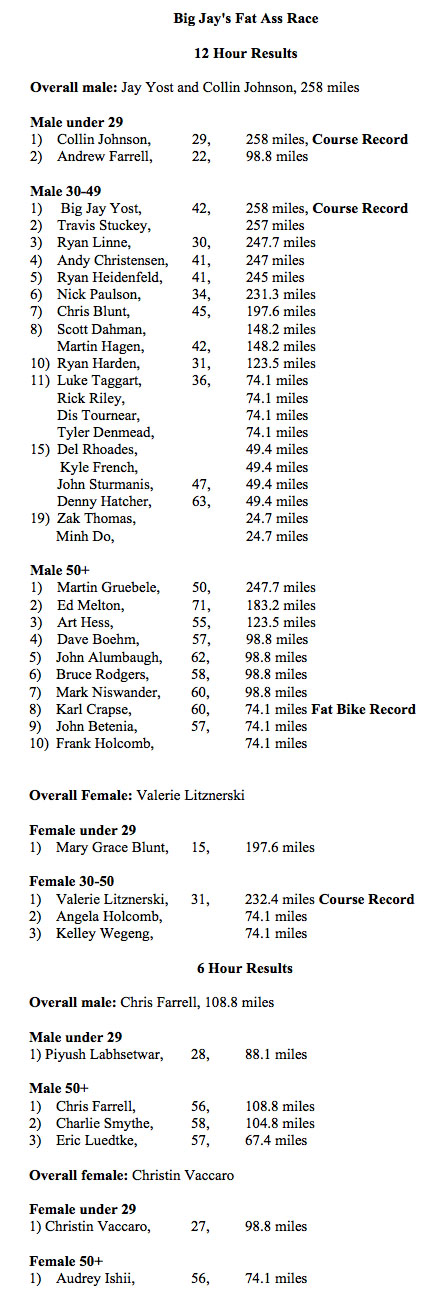 Big Jay's Fat Ass Race
12 Hour Results
Overall male: Jay Yost and Collin Johnson, 258 miles
Male under 29
1) Collin Johnson, 29, 258 miles, Course Record
2) Andrew Farrell, 22, 98.8 miles
Male 30-49
1) Big Jay Yost, 42, 258 miles, Course Record
2) Travis Stuckey, 257 miles
3) Ryan Linne, 30, 247.7 miles
4) Andy Christensen, 41, 247 miles
5) Ryan Heidenfeld, 41, 245 miles
6) Nick Paulson, 34, 231.3 miles
7) Chris Blunt, 45, 197.6 miles
8) Scott Dahman, 148.2 miles
Martin Hagen, 42, 148.2 miles
10) Ryan Harden, 31, 123.5 miles
11) Luke Taggart, 36, 74.1 miles
Rick Riley, 74.1 miles
Dis Tournear, 74.1 miles
Tyler Denmead, 74.1 miles
15) Del Rhoades, 49.4 miles
Kyle French, 49.4 miles
John Sturmanis, 47, 49.4 miles
Denny Hatcher, 63, 49.4 miles
19) Zak Thomas, 24.7 miles
Minh Do, 24.7 miles
Male 50+
1) Martin Gruebele, 50, 247.7 miles
2) Ed Melton, 71, 183.2 miles
3) Art Hess, 55, 123.5 miles
4) Dave Boehm, 57, 98.8 miles
5) John Alumbaugh, 62, 98.8 miles
6) Bruce Rodgers, 58, 98.8 miles
7) Mark Niswander, 60, 98.8 miles
8) Karl Crapse, 60, 74.1 miles Fat Bike Record
9) John Betenia, 57, 74.1 miles
10) Frank Holcomb, 74.1 miles
Overall Female: Valerie Litznerski
Female under 29
1) Mary Grace Blunt, 15, 197.6 miles
Female 30-50
1) Valerie Litznerski, 31, 232.4 miles Course Record
2) Angela Holcomb, 74.1 miles
3) Kelley Wegeng, 74.1 miles
6 Hour Results
Overall male: Chris Farrell, 108.8 miles
Male under 29
1) Piyush Labhsetwar, 28, 88.1 miles
Male 50+
1) Chris Farrell, 56, 108.8 miles
2) Charlie Smythe, 58, 104.8 miles
3) Eric Luedtke, 57, 67.4 miles
Overall female: Christin Vaccaro
Female under 29
1) Christin Vaccaro, 27, 98.8 miles
Female 50+
1) Audrey Ishii, 56, 74.1 miles